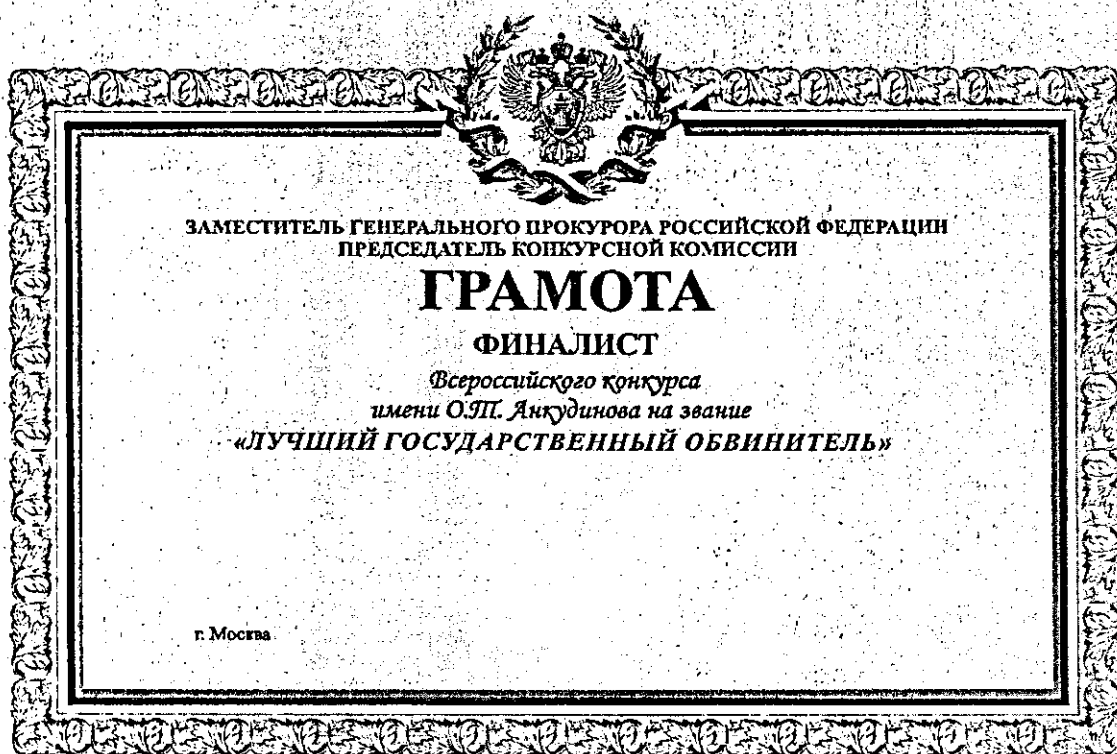 ЗАМЕСТИТЕЛЬ ГЕНЕРАЛЬНОГО ПРОКУРОРА РОССИЙСКОЙ ФЕДЕРАЦИИ
ПРЕДСЕДАТЕЛЬ КОНКУРСНОЙ КОМИССИИ
ГРАМОТА
ФИНАЛИСТ
Всероссийского конкурса
имени О.Т. Анкудинова на звание
«ЛУЧШИЙ ГОСУДАРСТВЕННЫЙ ОБВИНИТЕЛЬ»
г. Москва